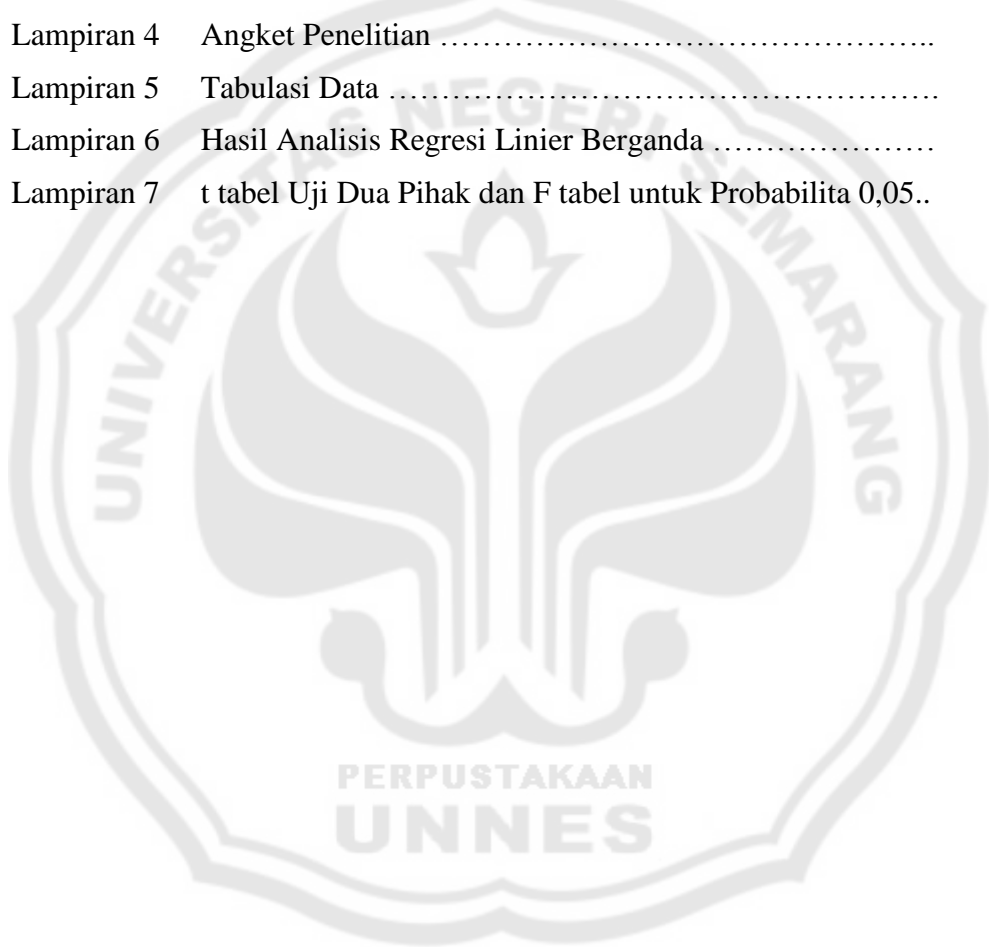 Lampiran 4 Angket Penelitian ………………………………………..
Lampiran 5 Tabulasi Data …………………………………………….
Lampiran 6 Hasil Analisis Regresi Linier Berganda …………………
Lampiran 7 t tabel Uji Dua Pihak dan F tabel untuk Probabilita 0,05..
UNIVERSITAS NEGERI SEMARANG
PERPUSTAKAAN
UNNES